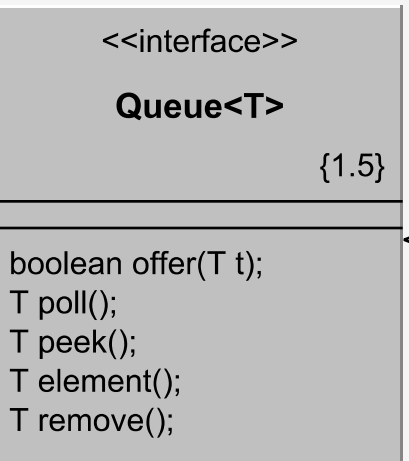 <<interface>>
Queue<T>
{1.5}
boolean offer(T t);
T poll();
T peek();
T element();
T remove();